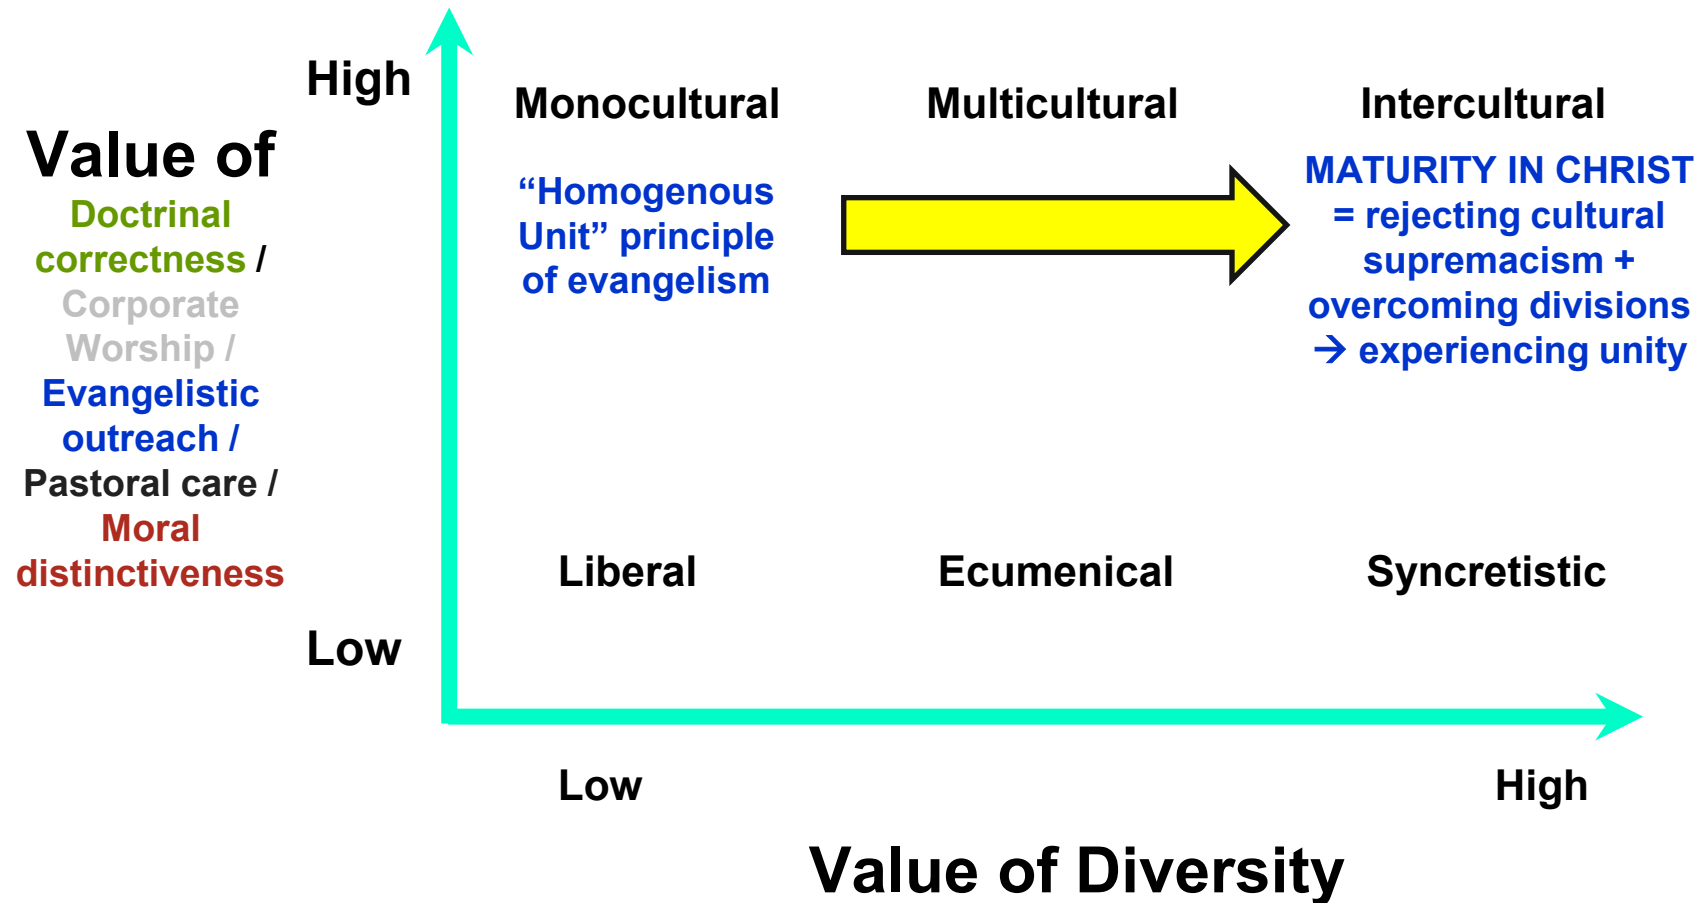 High
Value of
Doctrinal
correctness /
Corporate
Worship /
Evangelistic
outreach /
Pastoral care /
Moral
distinctiveness
Low
Monocultural
“Homogenous
Unit” principle
of evangelism
Multicultural
Intercultural
MATURITY IN CHRIST
= rejecting cultural
supremacism +
overcoming divisions
→ experiencing unity
Liberal
Ecumenical
Syncretistic
Low
High
Value of Diversity